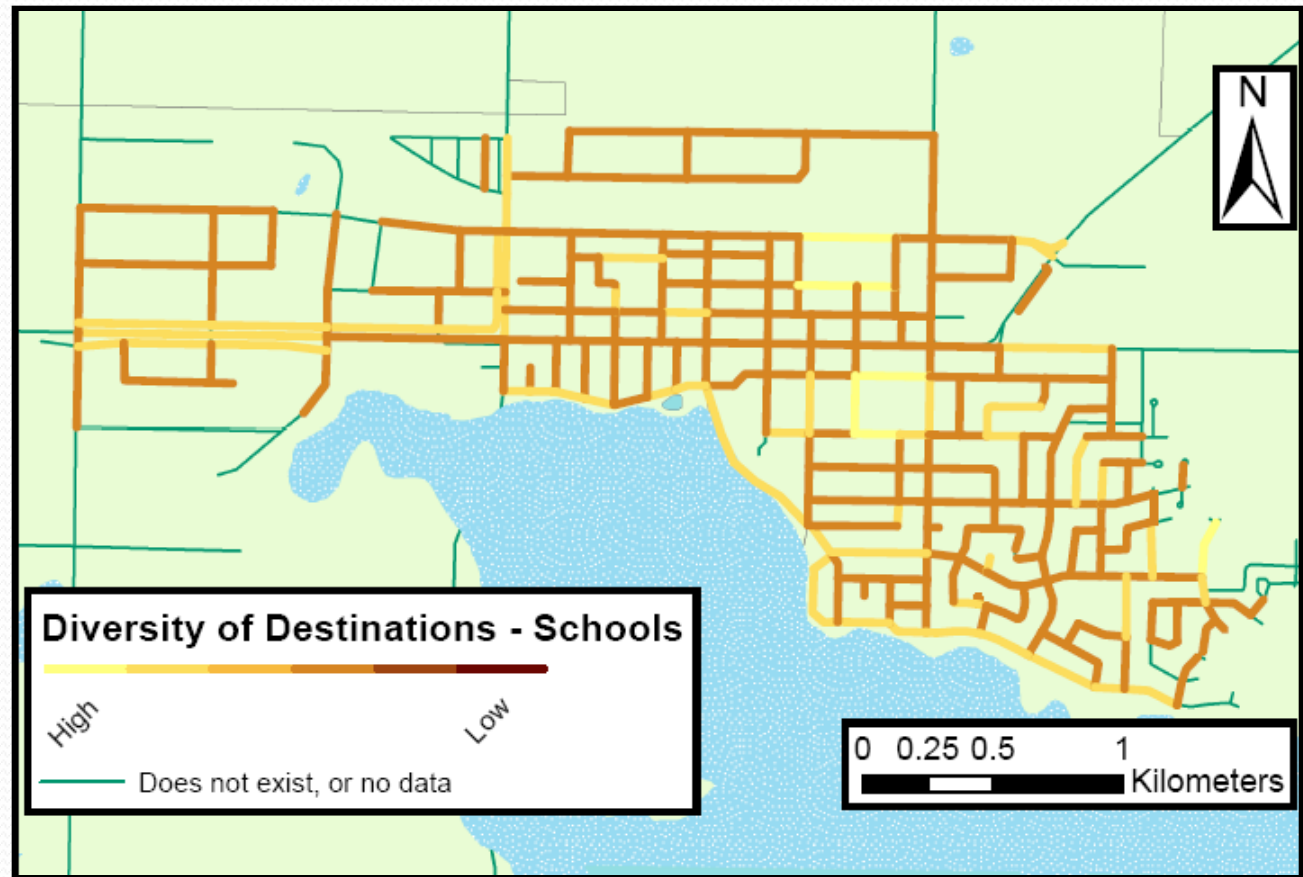 N
Diversity of Destinations - Schools
High
Low
Does not exist, or no data
0 0.25 0.5 1
Kilometers